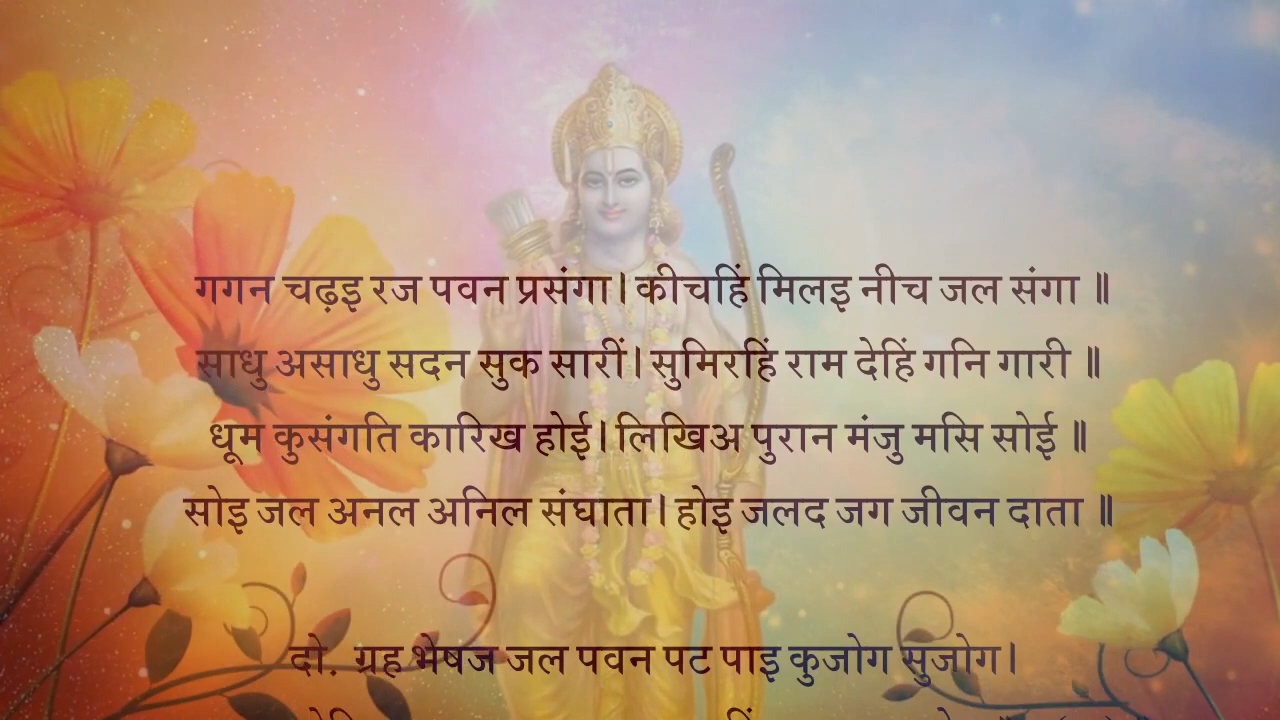 गगन चढ़इ रज पवन प्रसंगा। कीचहिं मिलइ नीच जल संगा ॥
साधु असाधु सदन सुक सारीं। सुमिरहिं राम देहिं गनि गारी ॥
धूम कुसंगति कारिख होई। लिखिअ पुरान मंजु मसि सोई ॥
सोइ जल अनल अनिल संघाता। होइ जलद जग जीवन दाता ॥
दो. ग्रह भेषज जल पवन पट पाइ कुजोग सुजोग।